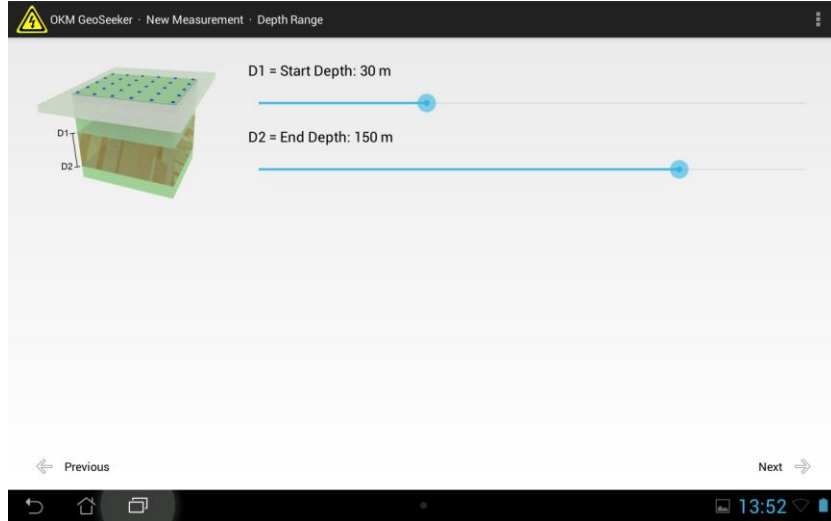 OKM GeoSeeker · New Measurement · Depth Range
D1 = Start Depth: 30 m
D1
D2 = End Depth: 150 m
D2
Previous
Next
13:52